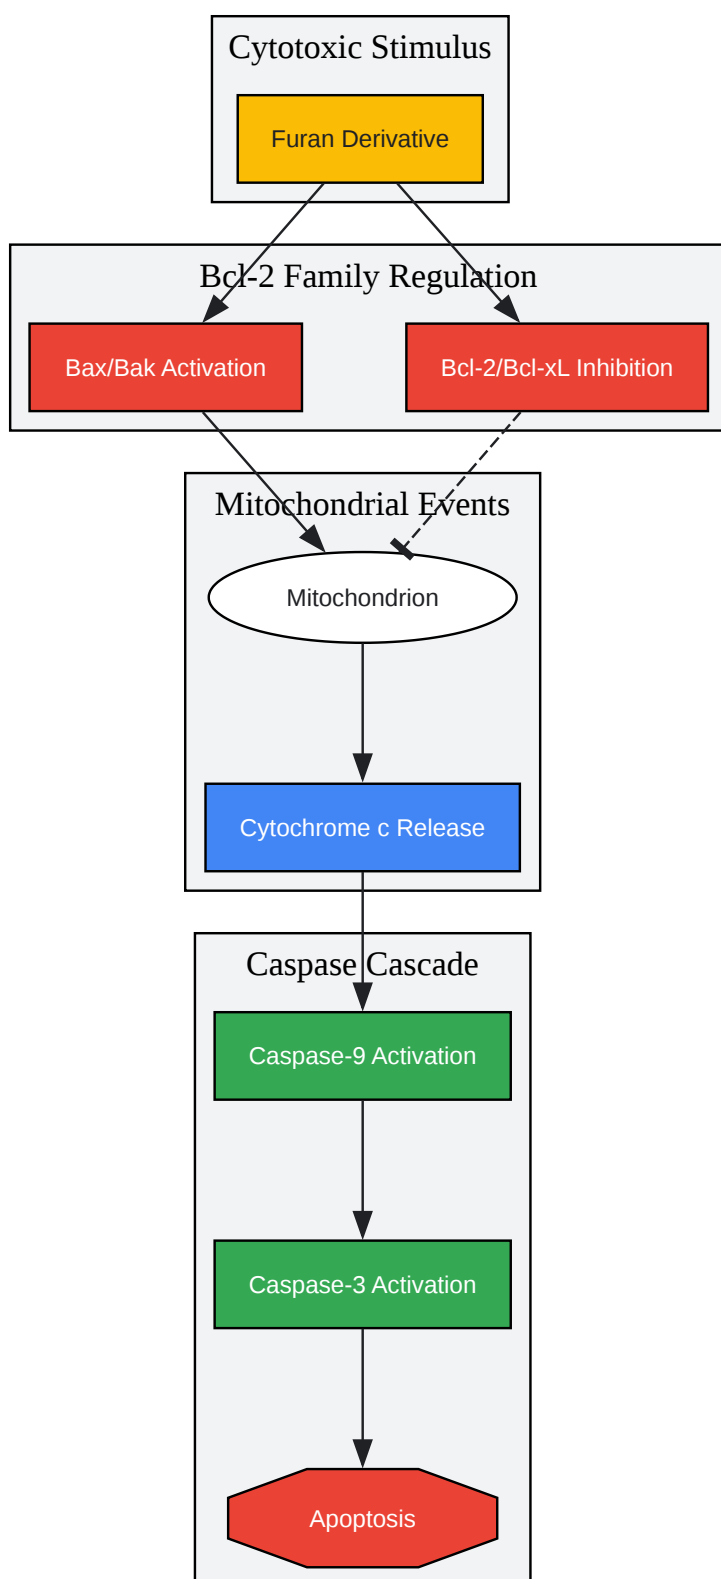 Cytotoxic Stimulus
Furan Derivative
Bcl-2 Family Regulation
Bax/Bak Activation
Bcl-2/Bcl-xL Inhibition
Mitochondrial Events
Mitochondrion
Cytochrome c Release
Caspase Cascade
Caspase-9 Activation
Caspase-3 Activation
Apoptosis